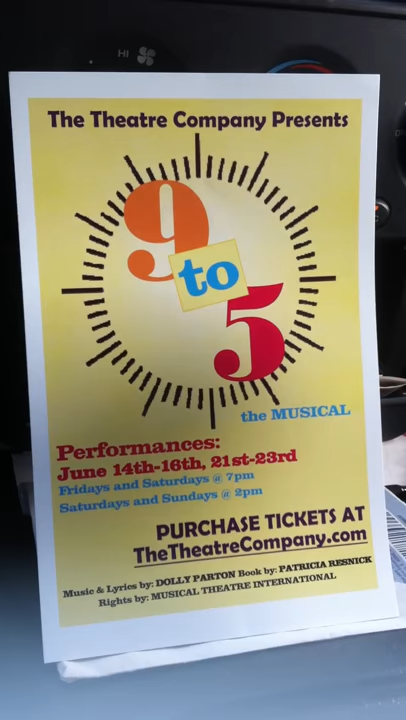 HI
The Theatre Company Presents
9
to
5
the MUSICAL
Performances:
June 14th-16th, 21st-23rd
Fridays and Saturdays @ 7pm
Saturdays and Sundays @ 2pm
PURCHASE TICKETS AT
TheTheatreCompany.com
Music & Lyrics by: DOLLY PARTON Book by: PATRICIA RESNICK
Rights by: MUSICAL THEATRE INTERNATIONAL